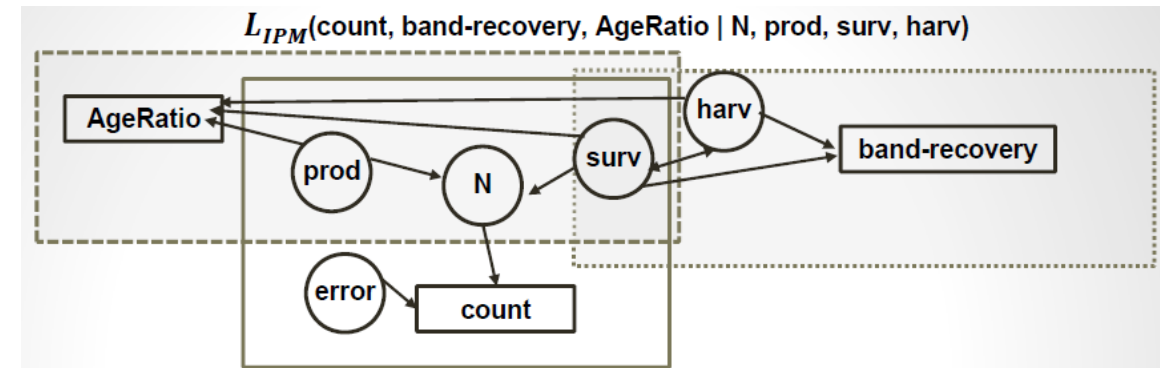 L_IPM(count, band-recovery, AgeRatio | N, prod, surv, harv)
AgeRatio
harv
band-recovery
surv
prod
N
error
count